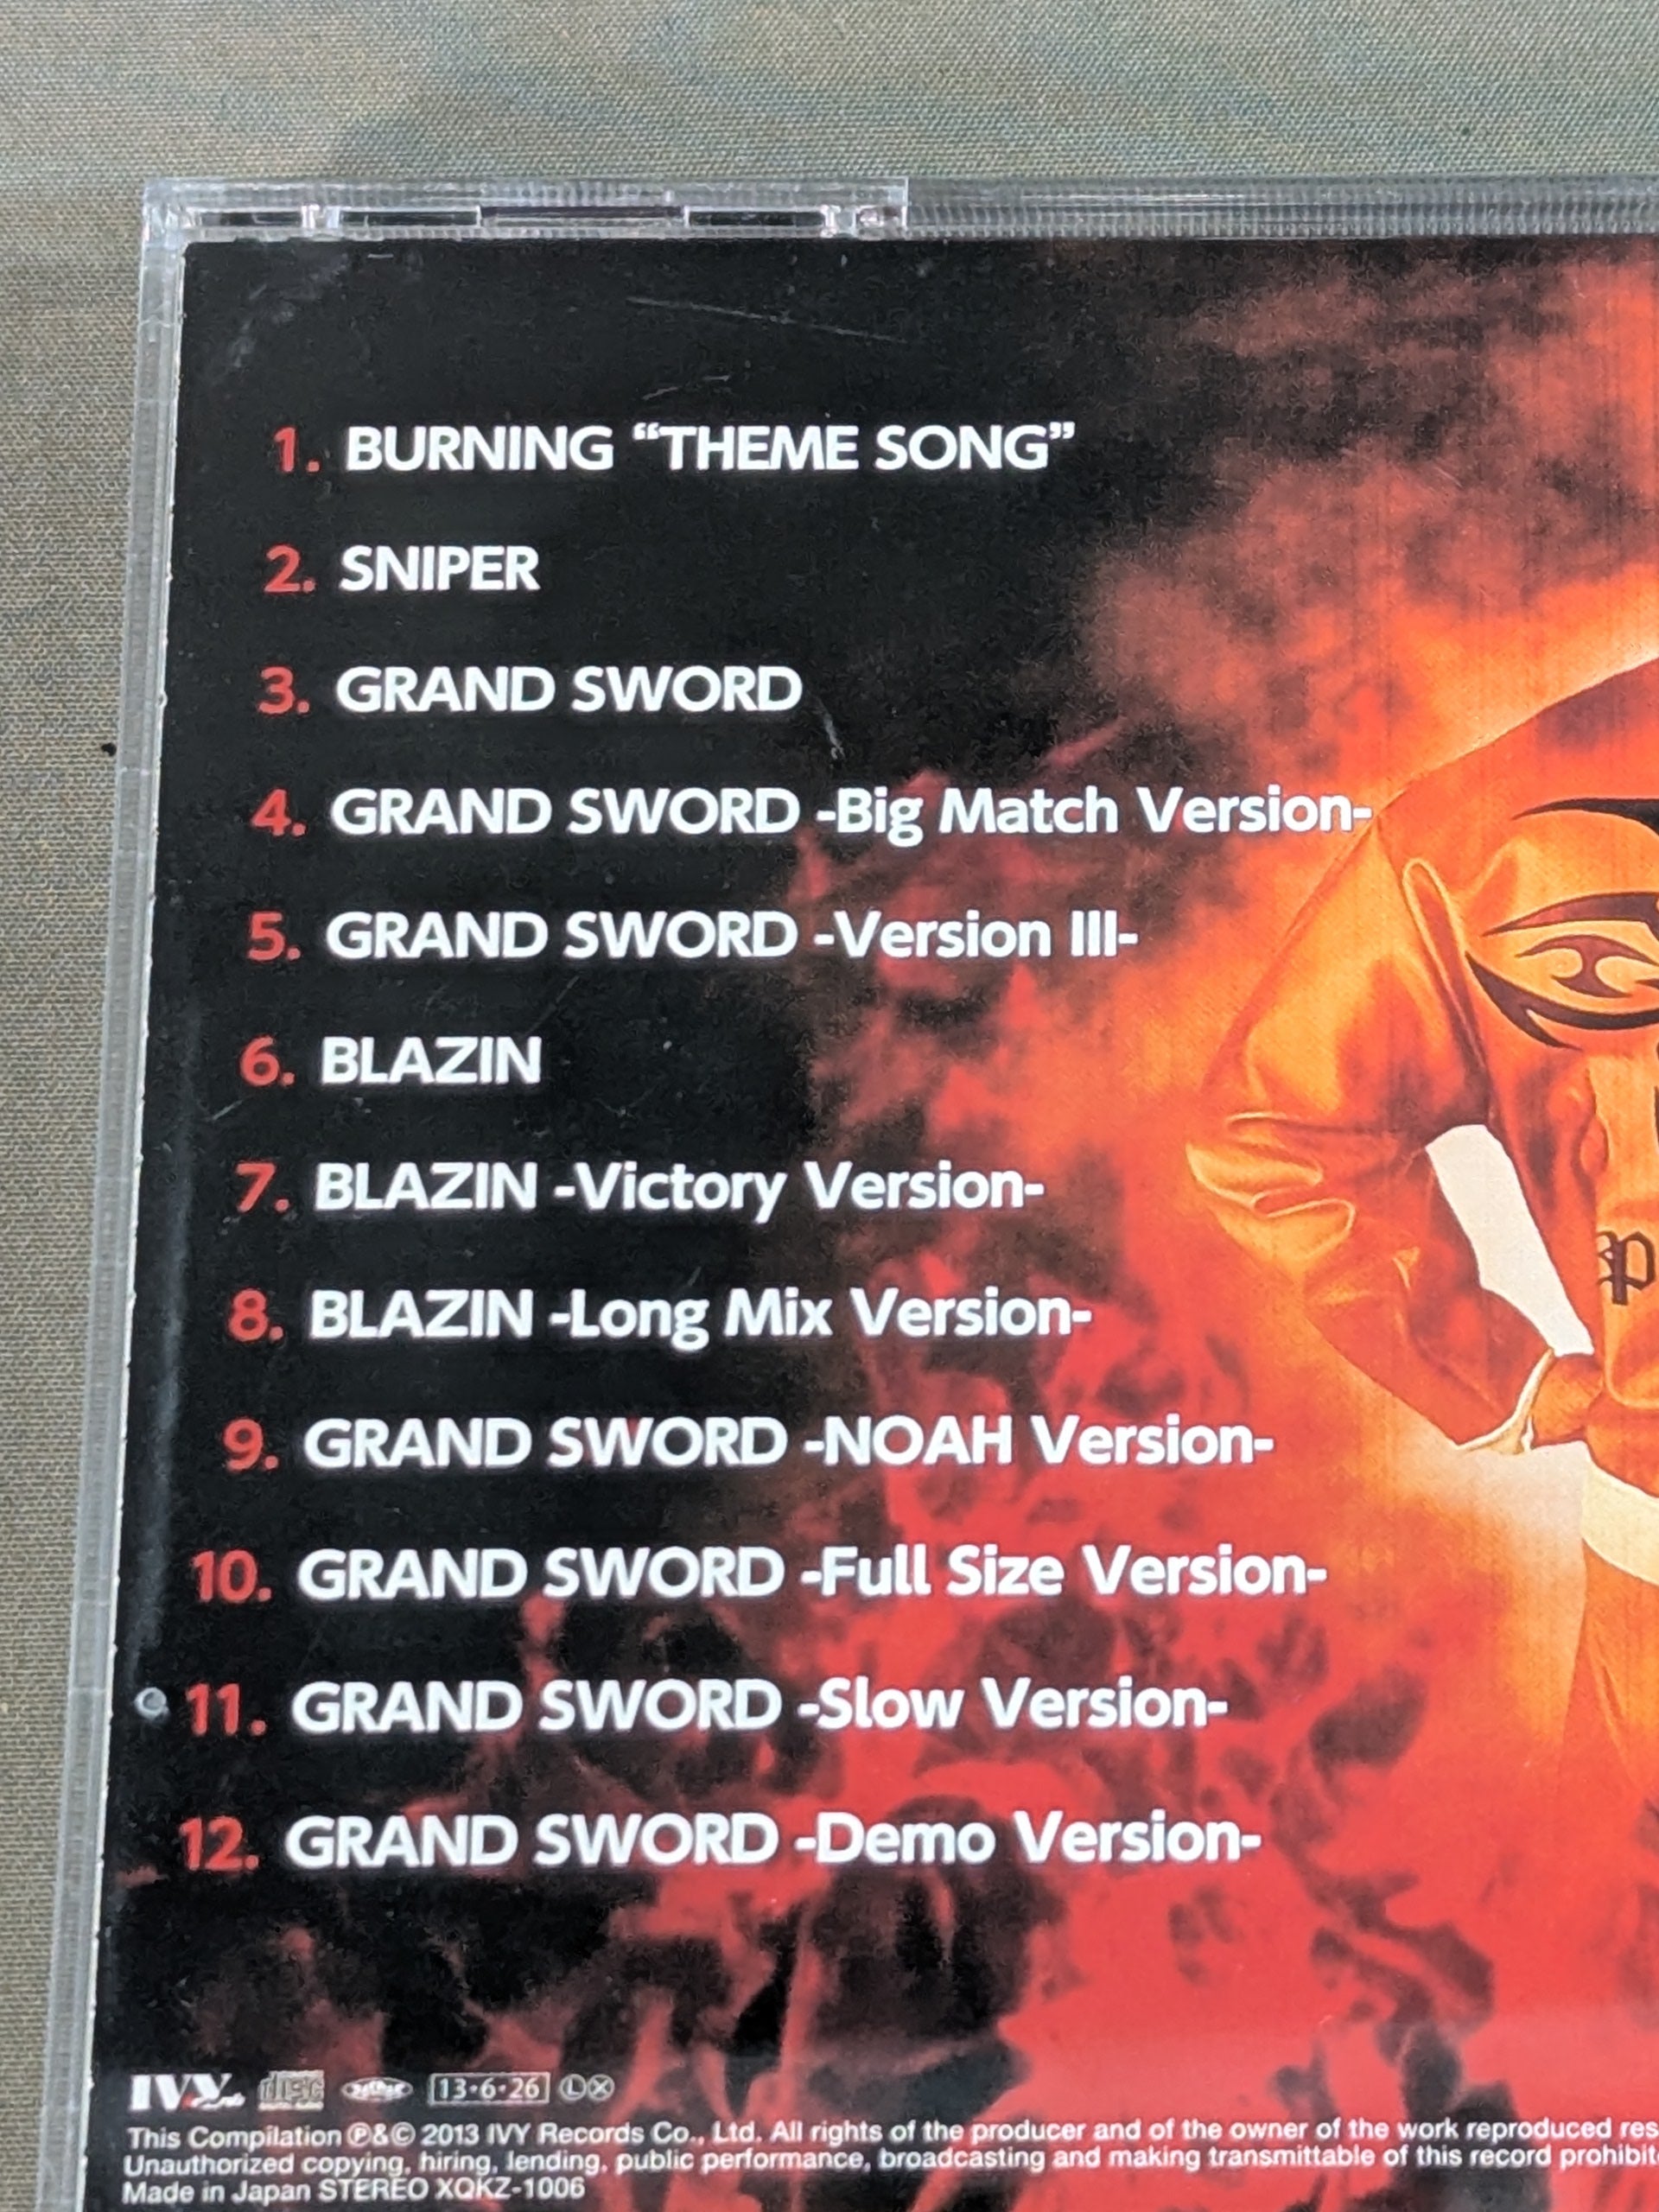 1. BURNING “THEME SONG”
2. SNIPER
3. GRAND SWORD
4. GRAND SWORD -Big Match Version-
5. GRAND SWORD -Version III-
6. BLAZIN
7. BLAZIN -Victory Version-
8. BLAZIN -Long Mix Version-
9. GRAND SWORD -NOAH Version-
10. GRAND SWORD -Full Size Version-
11. GRAND SWORD -Slow Version-
12. GRAND SWORD -Demo Version-
IVY disc 13•6•26 Ⓛ Ⓧ
This Compilation Ⓟ&© 2013 IVY Records Co., Ltd. All rights of the producer and of the owner of the work reproduced res
Unauthorized copying, hiring, lending, public performance, broadcasting and making transmittable of this record prohibit
Made in Japan STEREO XQKZ-1006